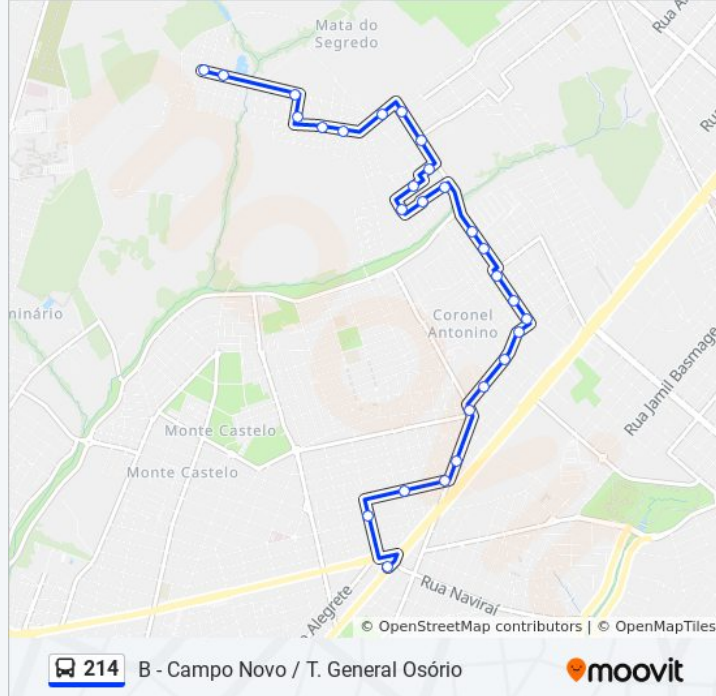 Mata do
Segredo
Rua A
Ru
minário
Coronel
Antonino
Rua Jamil Basmage
Monte Castelo
Monte Castelo
Rua Naviraí
Alegrete
© OpenStreetMap contributors | © OpenMapTiles
214 B - Campo Novo / T. General Osório
moovit